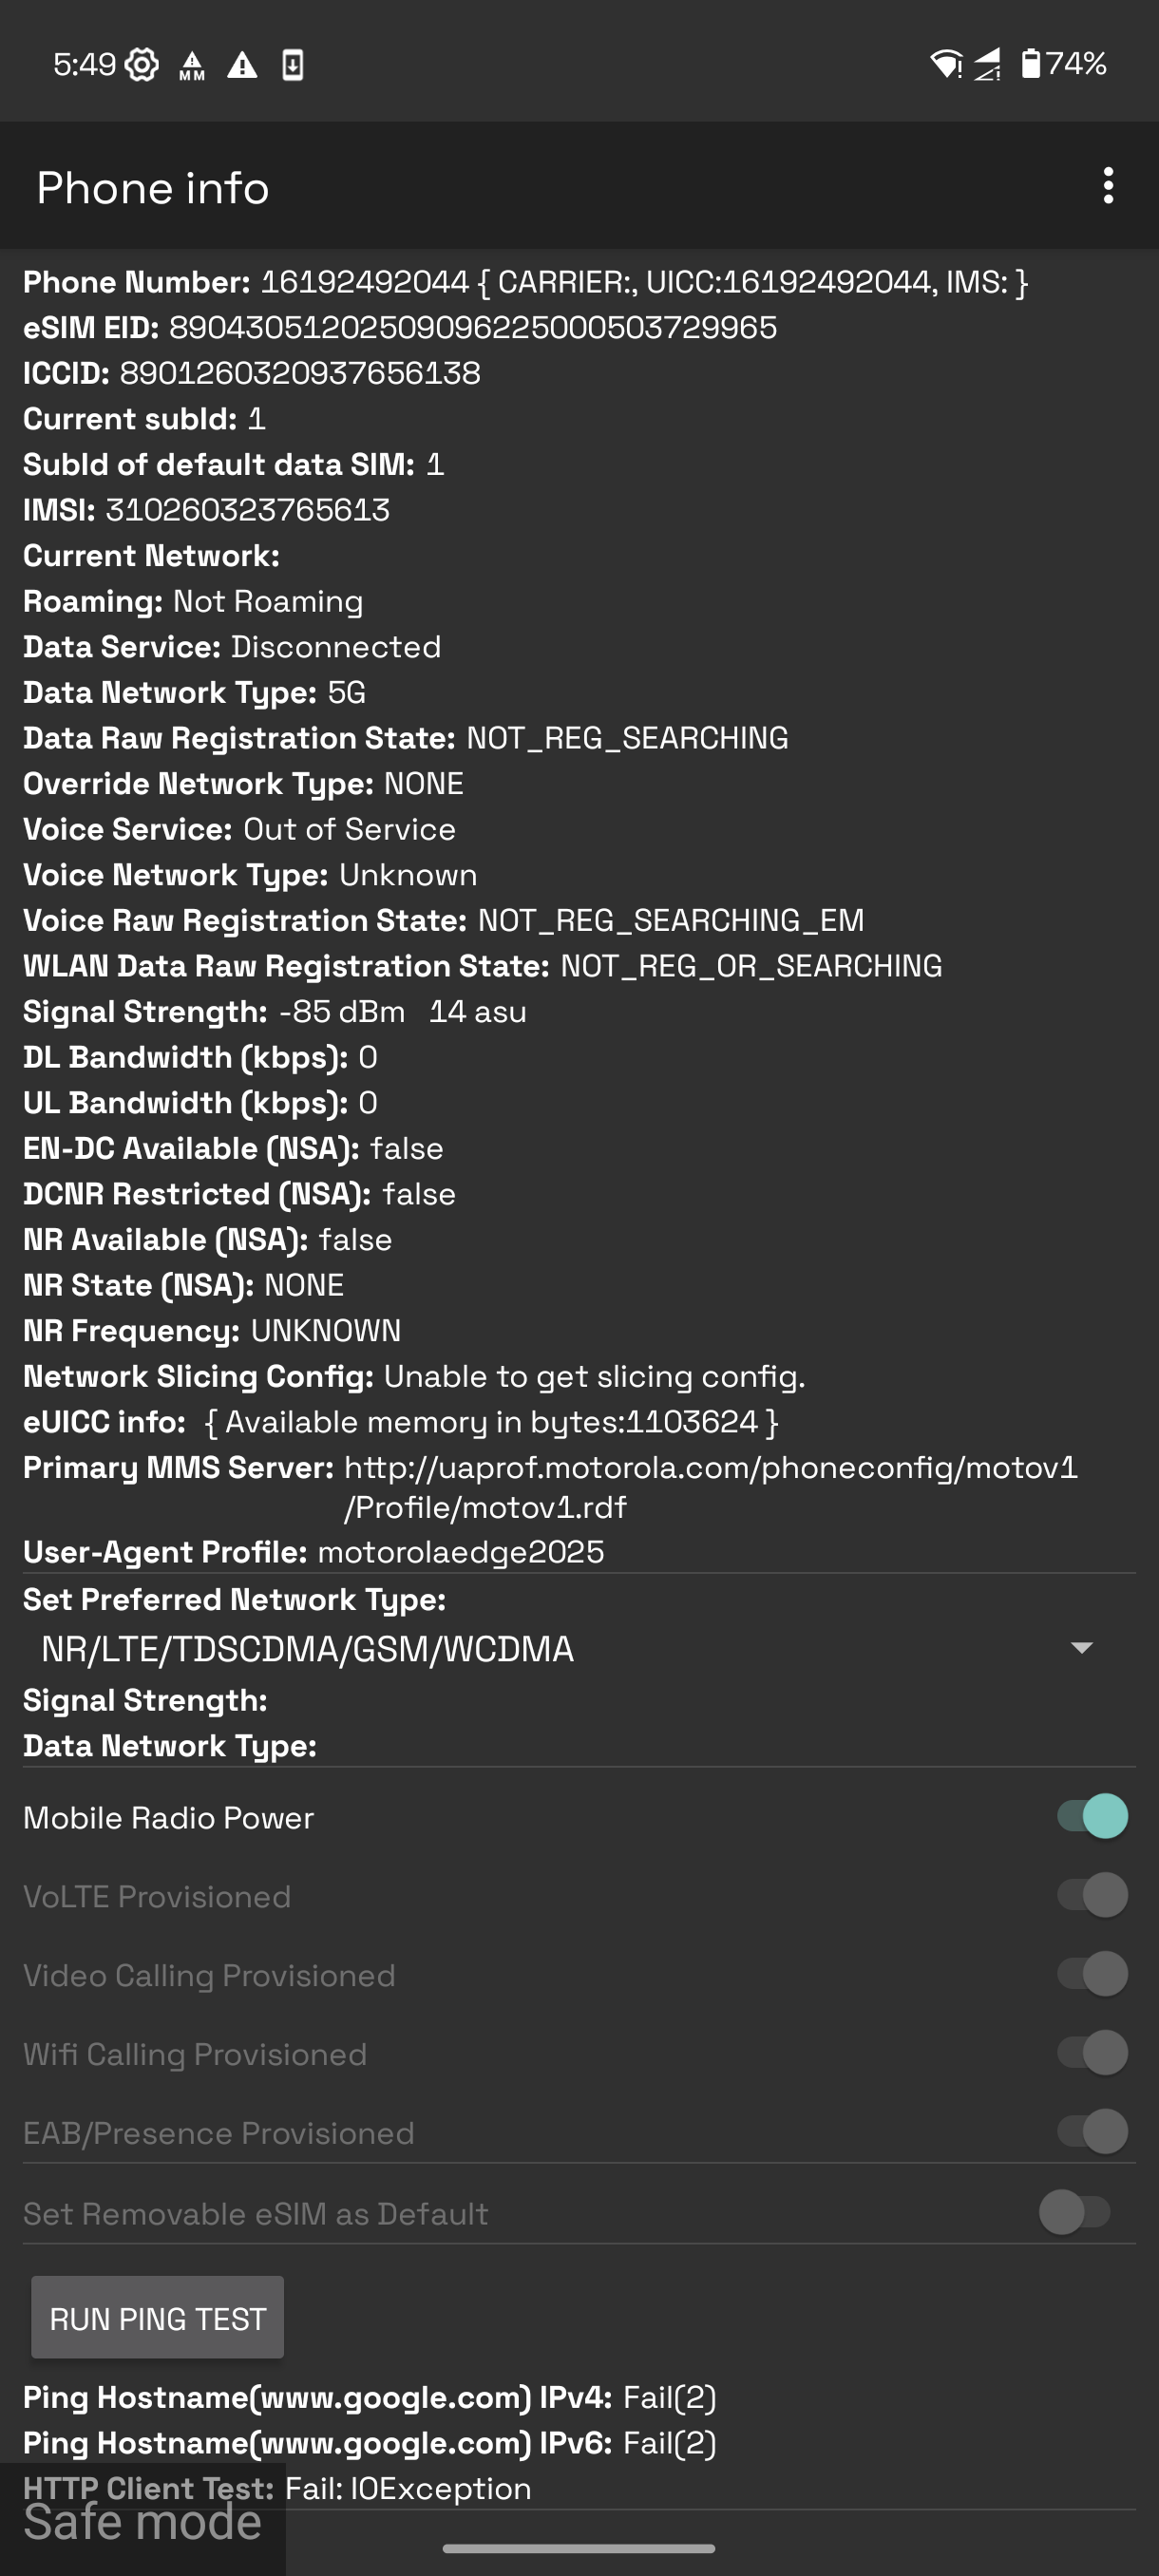 5:49
MM
74%
Phone info
Phone Number: 16192492044 { CARRIER:, UICC:16192492044, IMS: }
eSIM EID: 89043051202509096225000503729965
ICCID: 8901260320937656138
Current subId: 1
SubId of default data SIM: 1
IMSI: 310260323765613
Current Network:
Roaming: Not Roaming
Data Service: Disconnected
Data Network Type: 5G
Data Raw Registration State: NOT_REG_SEARCHING
Override Network Type: NONE
Voice Service: Out of Service
Voice Network Type: Unknown
Voice Raw Registration State: NOT_REG_SEARCHING_EM
WLAN Data Raw Registration State: NOT_REG_OR_SEARCHING
Signal Strength: -85 dBm 14 asu
DL Bandwidth (kbps): 0
UL Bandwidth (kbps): 0
EN-DC Available (NSA): false
DCNR Restricted (NSA): false
NR Available (NSA): false
NR State (NSA): NONE
NR Frequency: UNKNOWN
Network Slicing Config: Unable to get slicing config.
eUICC info: { Available memory in bytes:1103624 }
Primary MMS Server: http://uaprof.motorola.com/phoneconfig/motov1
/Profile/motov1.rdf
User-Agent Profile: motorolaedge2025
Set Preferred Network Type:
NR/LTE/TDSCDMA/GSM/WCDMA
Signal Strength:
Data Network Type:
Mobile Radio Power
VoLTE Provisioned
Video Calling Provisioned
Wifi Calling Provisioned
EAB/Presence Provisioned
Set Removable eSIM as Default
RUN PING TEST
Ping Hostname(www.google.com) IPv4: Fail(2)
Ping Hostname(www.google.com) IPv6: Fail(2)
HTTP Client Test: Fail: IOException
Safe mode